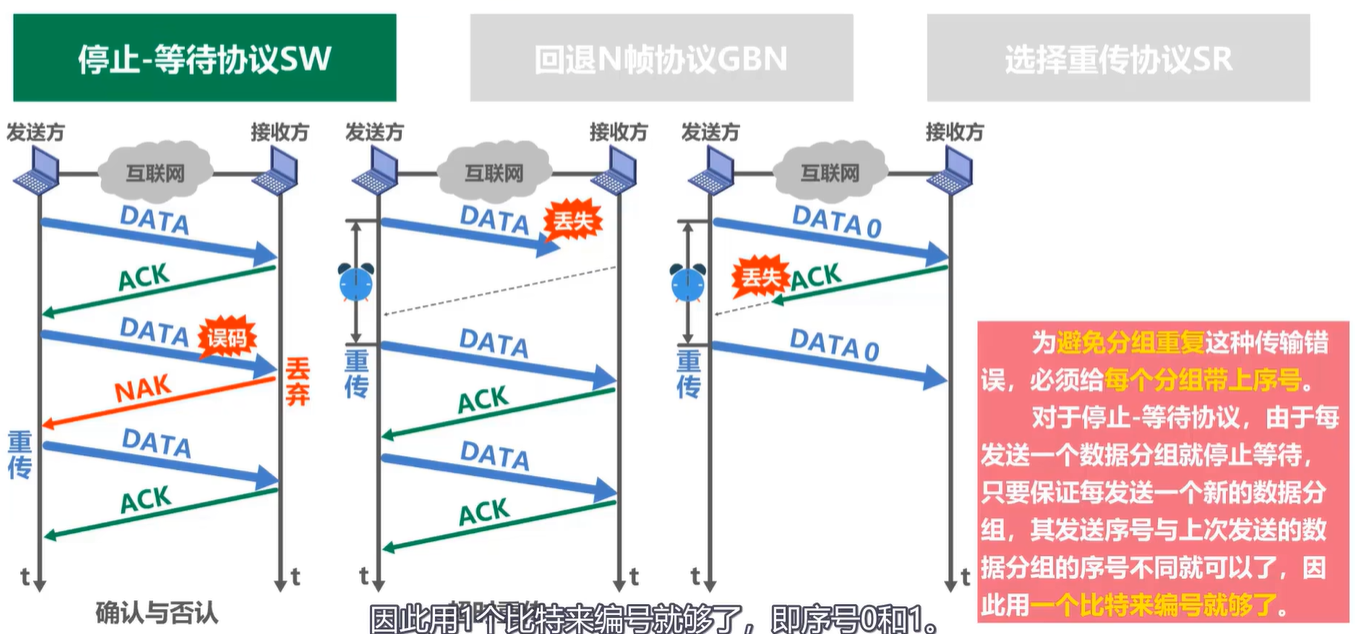 停止-等待协议SW
回退N帧协议GBN
选择重传协议SR
发送方
接收方
互联网
DATA
ACK
DATA
误码
丢弃
NAK
重传
DATA
ACK
t
t
确认与否认
发送方
接收方
互联网
DATA
丢失
重传
DATA
ACK
DATA
ACK
t
t
发送方
接收方
互联网
DATA 0
丢失
ACK
重传
DATA 0
t
t
为避免分组重复这种传输错
误，必须给每个分组带上序号。
对于停止-等待协议，由于每
发送一个数据分组就停止等待，
只要保证每发送一个新的数据分
组，其发送序号与上次发送的数
据分组的序号不同就可以了，因
此用一个比特来编号就够了。
因此用1个比特来编号就够了，即序号0和1。